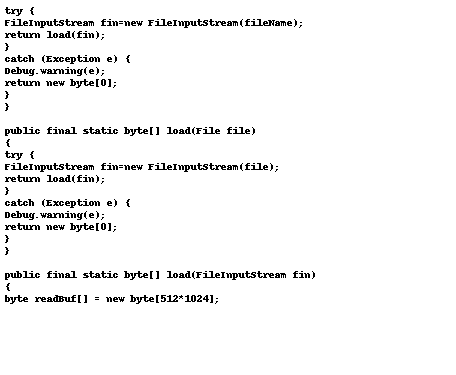 try {
FileInputStream fin=new FileInputStream(fileName);
return load(fin);
}
catch (Exception e) {
Debug.warning(e);
return new byte[0];
}
}
public final static byte[] load(File file)
{
try {
FileInputStream fin=new FileInputStream(file);
return load(fin);
}
catch (Exception e) {
Debug.warning(e);
return new byte[0];
}
}
public final static byte[] load(FileInputStream fin)
{
byte readBuf[] = new byte[512*1024];